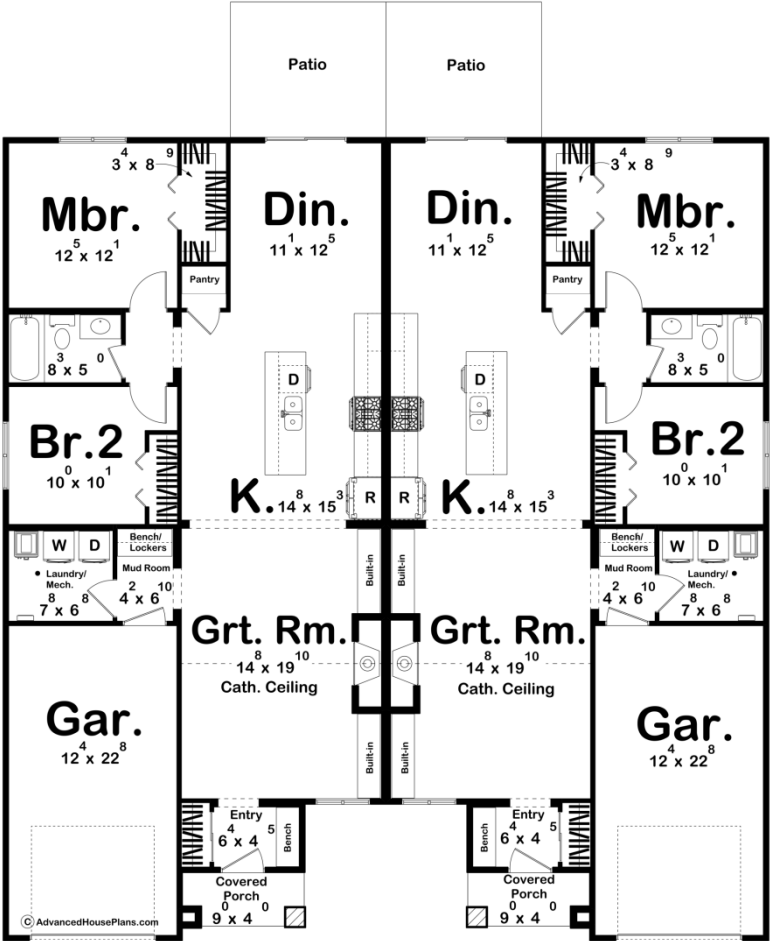 Patio
Patio
3⁴ x 8⁹
3⁴ x 8⁹
Mbr.
12⁵ x 12¹
Din.
11¹ x 12⁵
Din.
11¹ x 12⁵
Mbr.
12⁵ x 12¹
Pantry
Pantry
8³ x 5⁰
8³ x 5⁰
D
D
Br.2
10⁰ x 10¹
Br.2
10⁰ x 10¹
K. 14⁸ x 15³
R
R
K. 14⁸ x 15³
W
D
Bench/
Lockers
Bench/
Lockers
W
D
Laundry/
Mech.
7⁸ x 6⁸
Mud Room
4² x 6¹⁰
Built-in
Built-in
Mud Room
4² x 6¹⁰
Laundry/
Mech.
7⁸ x 6⁸
Grt. Rm.
14⁸ x 19¹⁰
Cath. Ceiling
Grt. Rm.
14⁸ x 19¹⁰
Cath. Ceiling
Gar.
12⁴ x 22⁸
Gar.
12⁴ x 22⁸
Built-in
Built-in
Entry
6⁴ x 4⁵
Bench
Bench
Entry
6⁴ x 4⁵
Covered
Porch
9⁰ x 4⁰
Covered
Porch
9⁰ x 4⁰
© AdvancedHousePlans.com